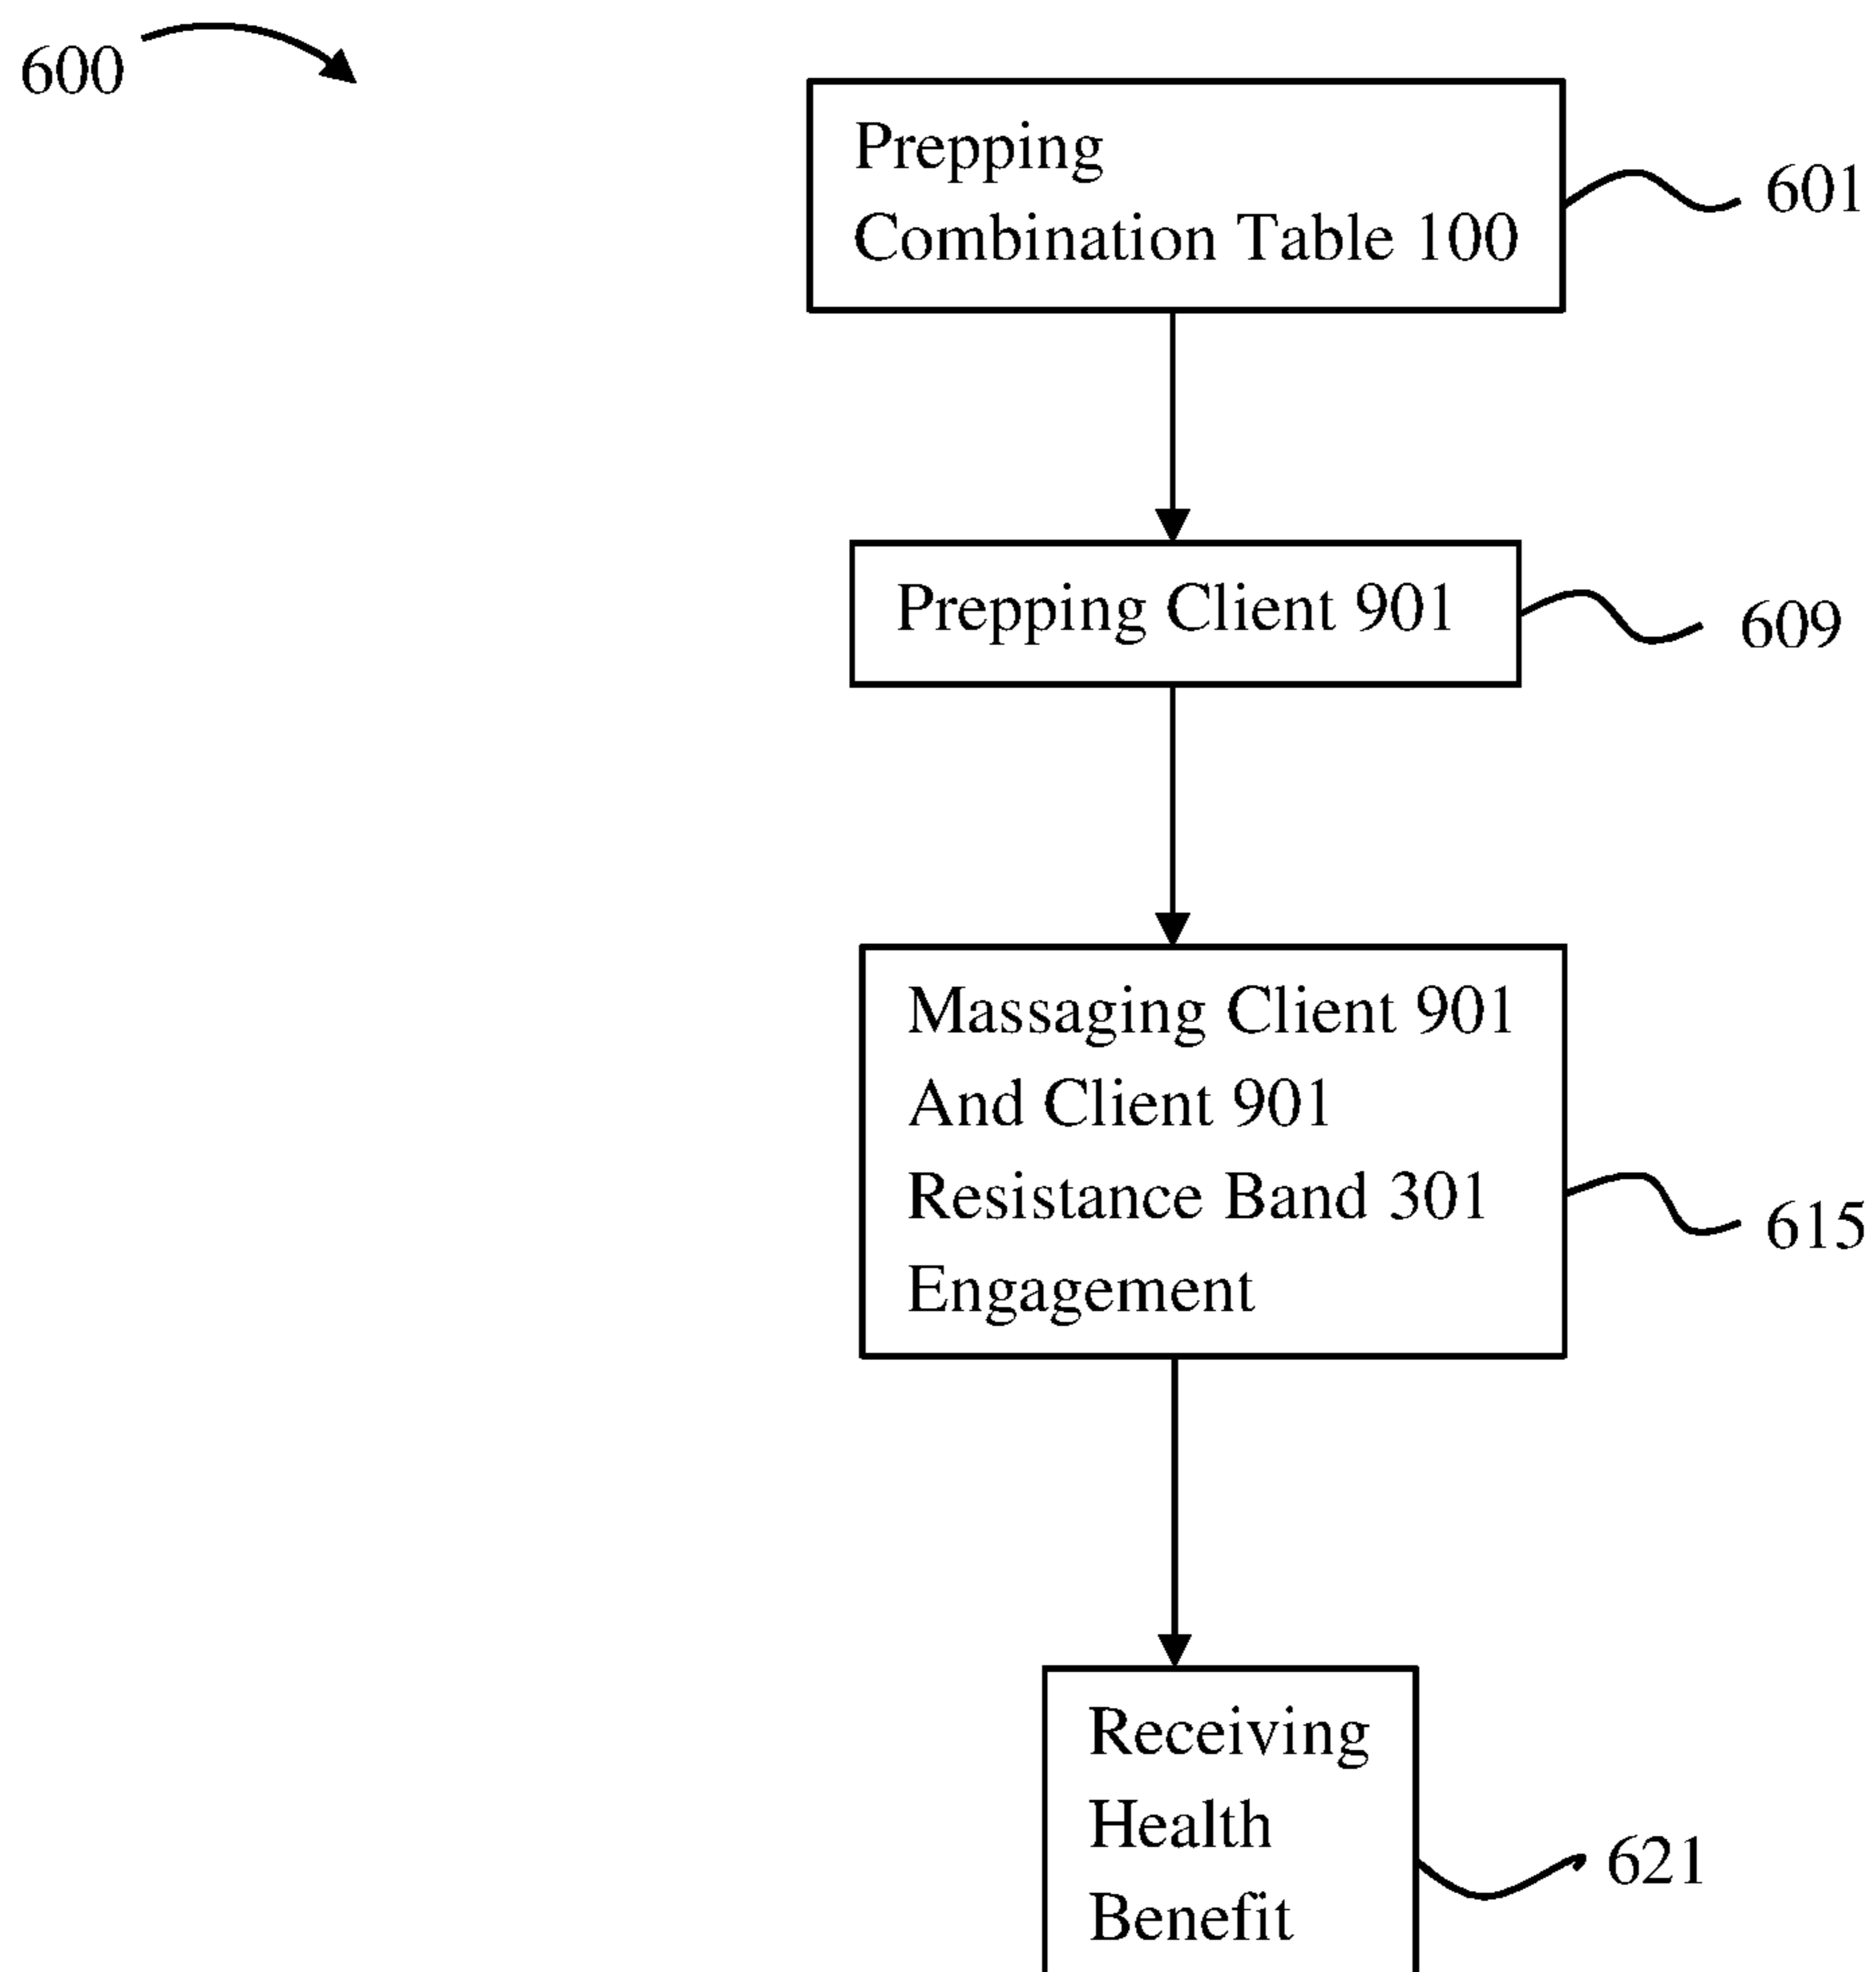 600
Prepping
Combination Table 100
601
Prepping Client 901
609
Massaging Client 901
And Client 901
Resistance Band 301
Engagement
615
Receiving
Health
Benefit
621